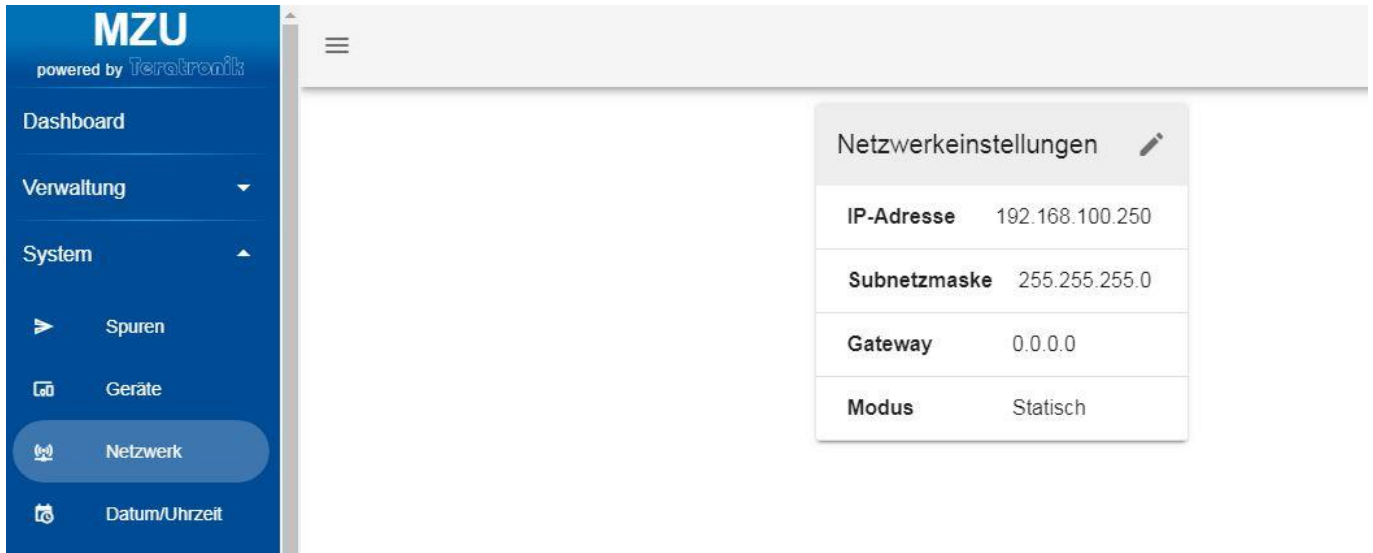 MZU
powered by Teratronik
Dashboard
Verwaltung
System
Spuren
Geräte
Netzwerk
Datum/Uhrzeit
Netzwerkeinstellungen
IP-Adresse 192.168.100.250
Subnetzmaske 255.255.255.0
Gateway 0.0.0.0
Modus Statisch